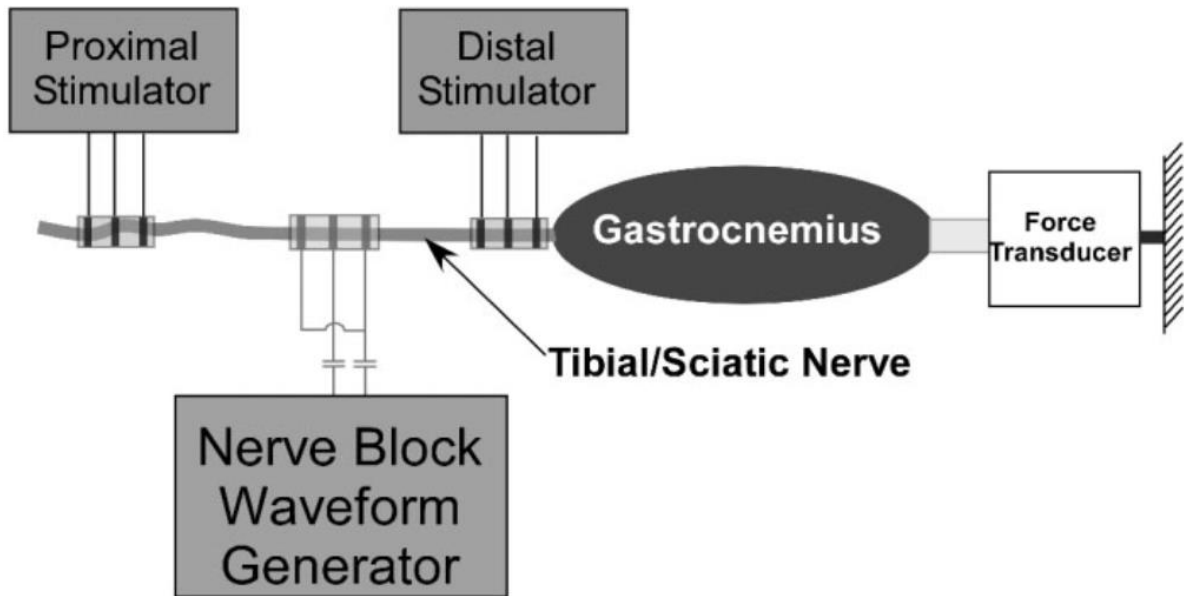 Proximal
Stimulator
Distal
Stimulator
Gastrocnemius
Force
Transducer
Tibial/Sciatic Nerve
Nerve Block
Waveform
Generator